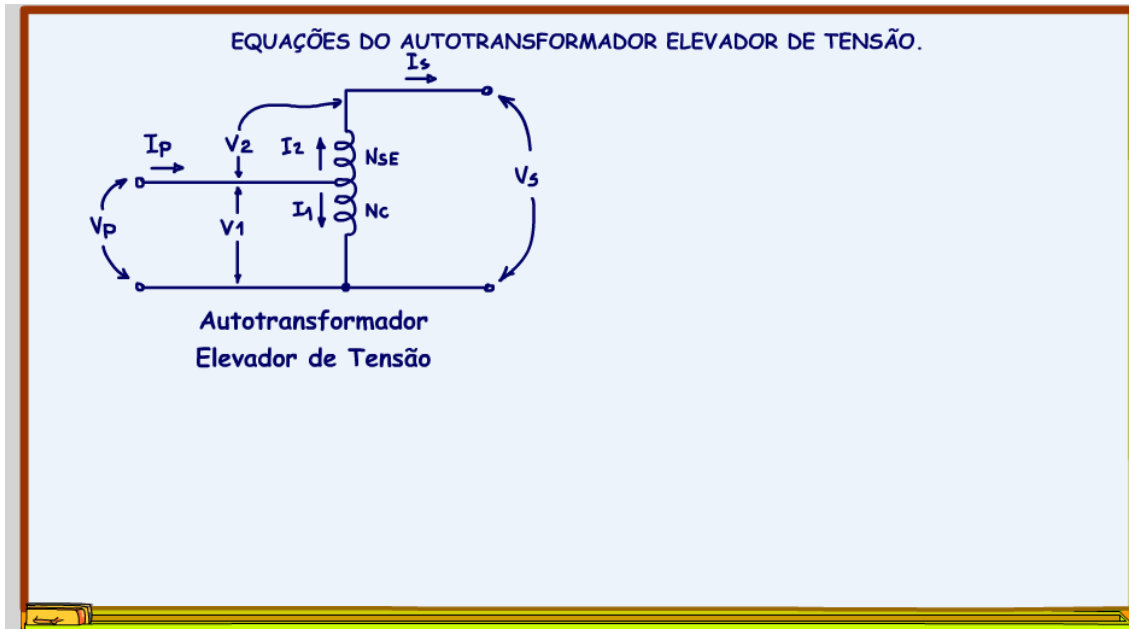 EQUAÇÕES DO AUTOTRANSFORMADOR ELEVADOR DE TENSÃO.
Is
Ip
V2
I2
NSE
Vs
Vp
V1
I1
Nc
Autotransformador
Elevador de Tensão